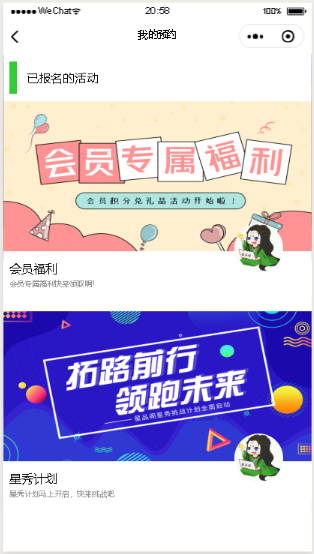 WeChat
20:58
100%
我的预约
已报名的活动
会员专属福利
会员积分兑礼品活动开始啦！
会员福利
会员专属福利快来领取啊!
拓路前行
领跑未来
星秀计划
星秀计划马上开启，快来挑战吧